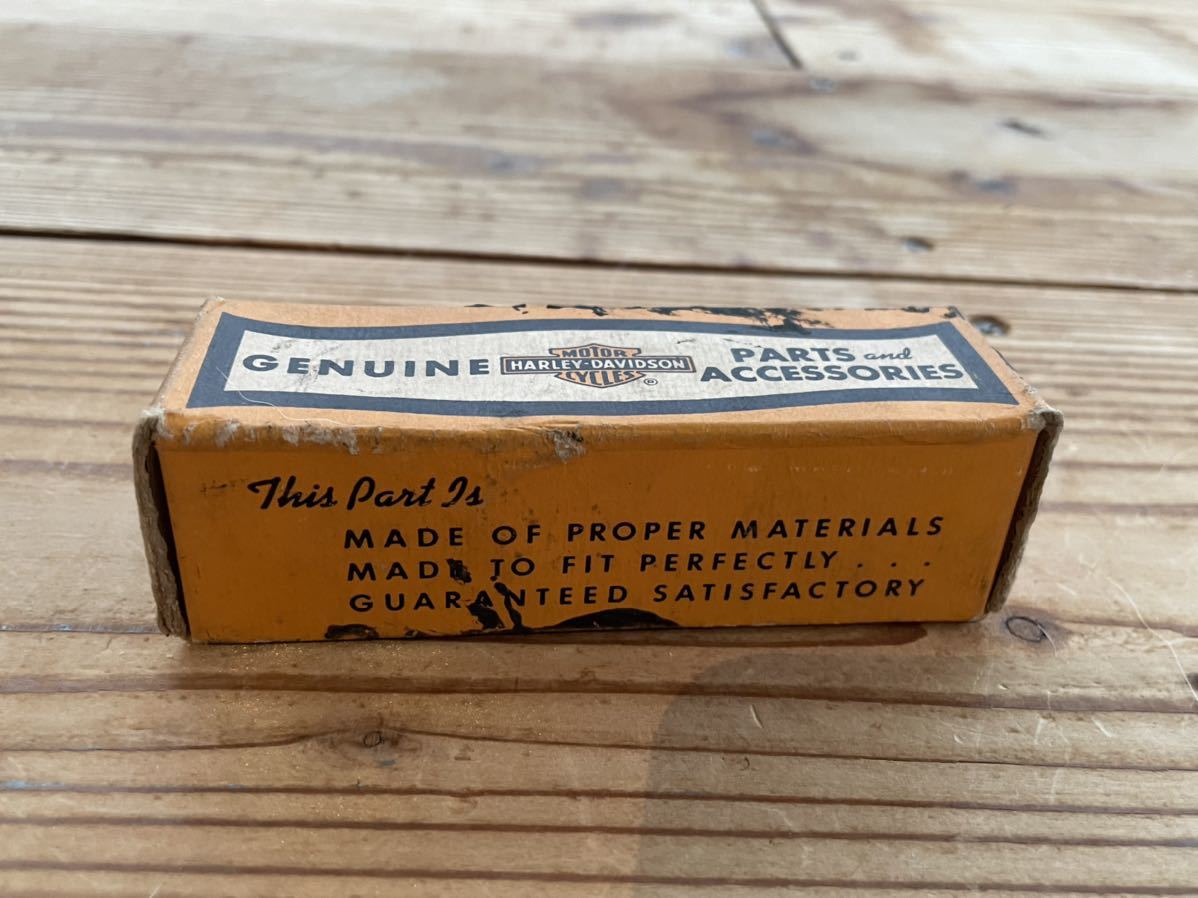 GENUINE
MOTOR
HARLEY-DAVIDSON
CYCLES ®
PARTS and
ACCESSORIES
This Part Is
MADE OF PROPER MATERIALS
MADE TO FIT PERFECTLY . . .
GUARANTEED SATISFACTORY